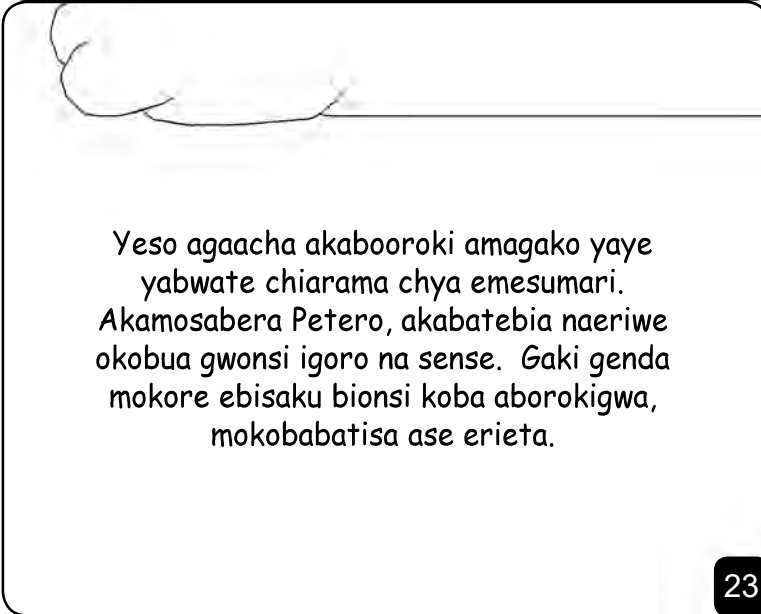 Yeso agaacha akabooroki amagako yaye
yabwate chiarama chya emesumari.
Akamosabera Petero, akabatebia naeriwe
okobua gwonsi igoro na sense.  Gaki genda
mokore ebisaku bionsi koba aborokigwa,
mokobabatisa ase erieta.
23